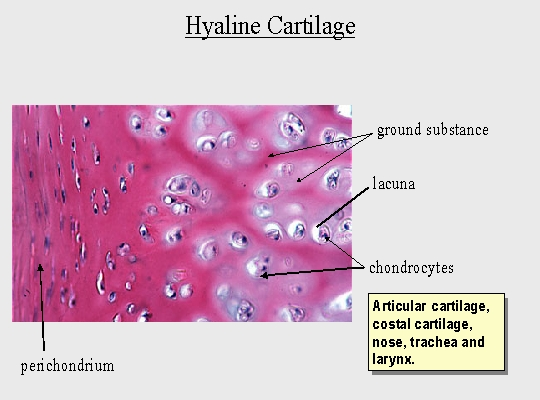 Hyaline Cartilage
ground substance
lacuna
chondrocytes
Articular cartilage,
costal cartilage,
nose, trachea and
larynx.
perichondrium